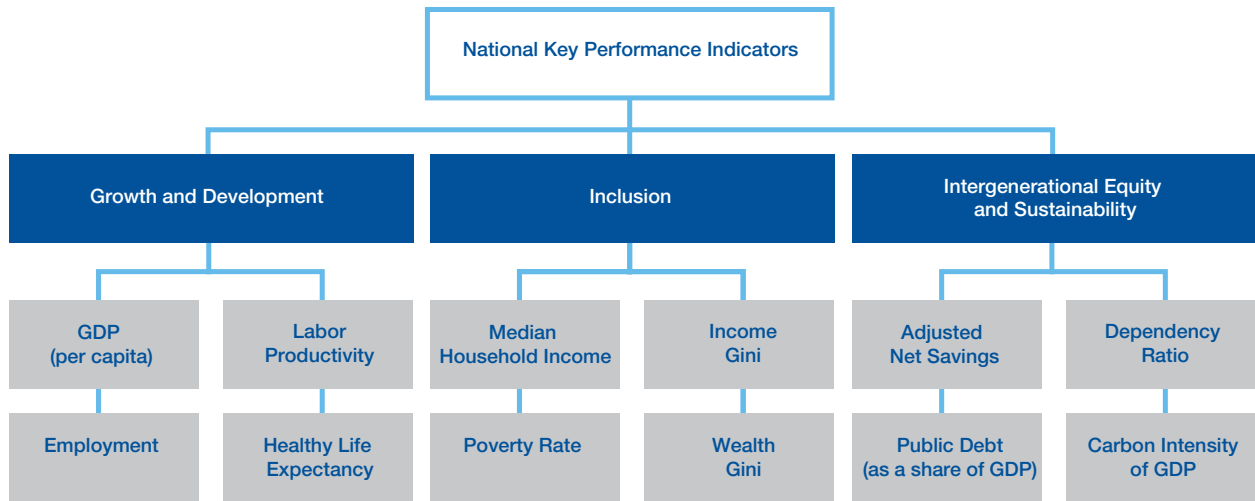 National Key Performance Indicators
Growth and Development
Inclusion
Intergenerational Equity
and Sustainability
GDP
(per capita)
Labor
Productivity
Median
Household Income
Income
Gini
Adjusted
Net Savings
Dependency
Ratio
Employment
Healthy Life
Expectancy
Poverty Rate
Wealth
Gini
Public Debt
(as a share of GDP)
Carbon Intensity
of GDP